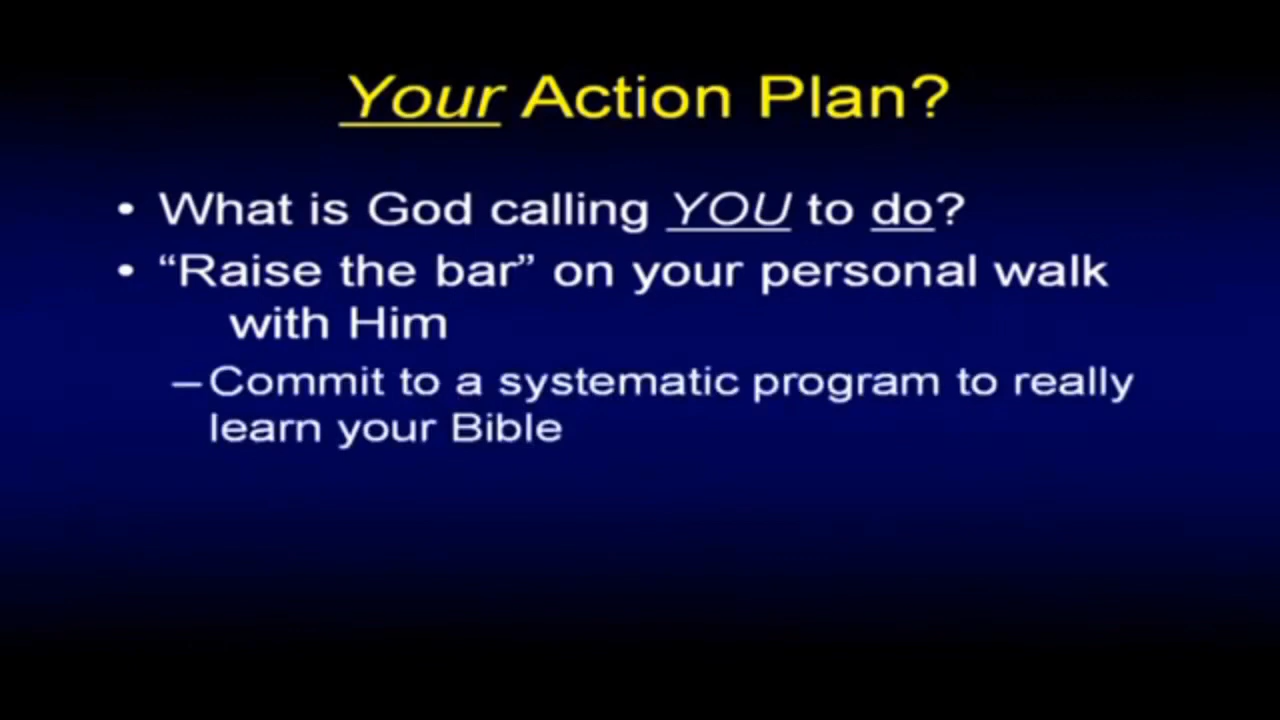 Your Action Plan?
• What is God calling YOU to do?
• “Raise the bar” on your personal walk
with Him
– Commit to a systematic program to really
learn your Bible